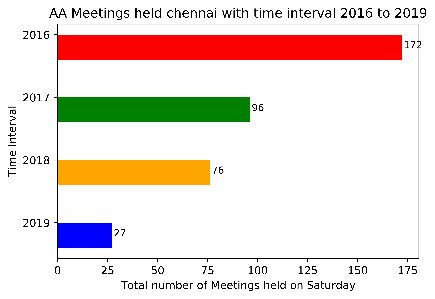 AA Meetings held chennai with time interval 2016 to 2019
Time Interval
2016
172
2017
96
2018
76
2019
27
0 25 50 75 100 125 150 175
Total number of Meetings held on Saturday